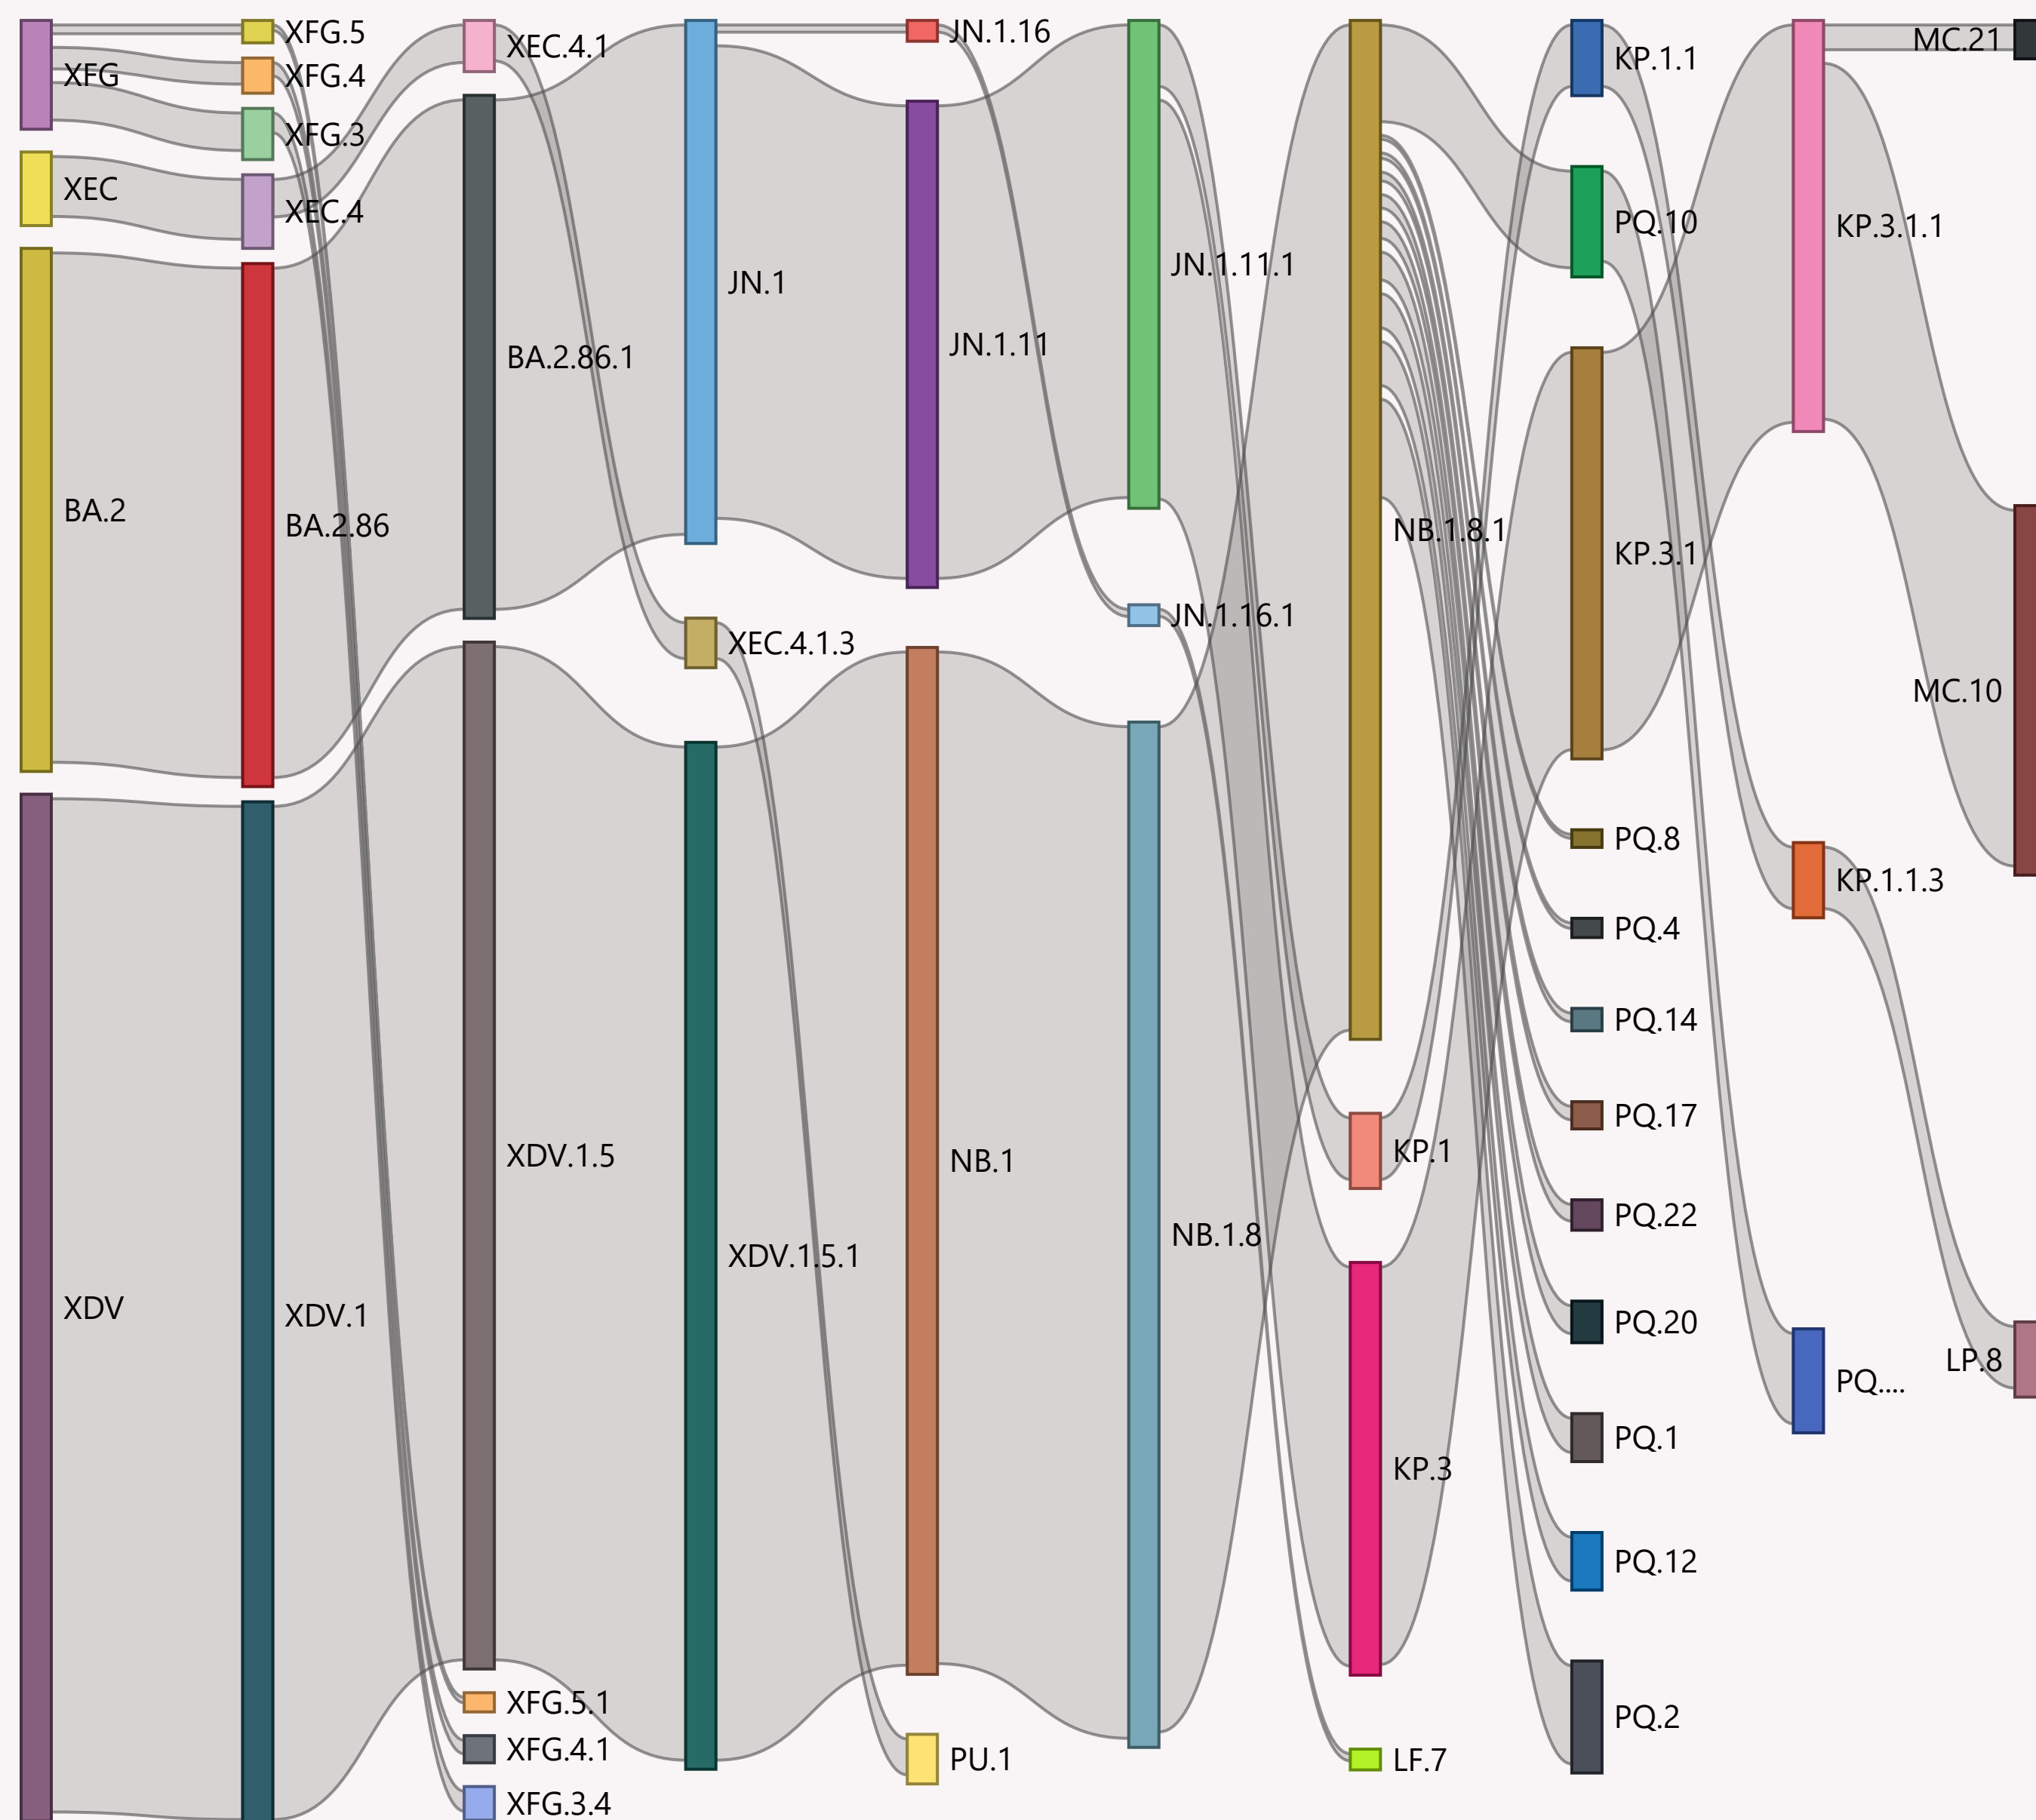 XFG
XEC
BA.2
XDV
XFG.5
XFG.4
XFG.3
XEC.4
BA.2.86
XDV.1
XEC.4.1
BA.2.86.1
XDV.1.5
XFG.5.1
XFG.4.1
XFG.3.4
JN.1
XEC.4.1.3
XDV.1.5.1
JN.1.16
JN.1.11
NB.1
PU.1
JN.1.11.1
JN.1.16.1
NB.1.8
NB.1.8.1
KP.1
KP.3
LF.7
KP.1.1
PQ.10
KP.3.1
PQ.8
PQ.4
PQ.14
PQ.17
PQ.22
PQ.20
PQ.1
PQ.12
PQ.2
KP.3.1.1
KP.1.1.3
PQ....
MC.21
MC.10
LP.8